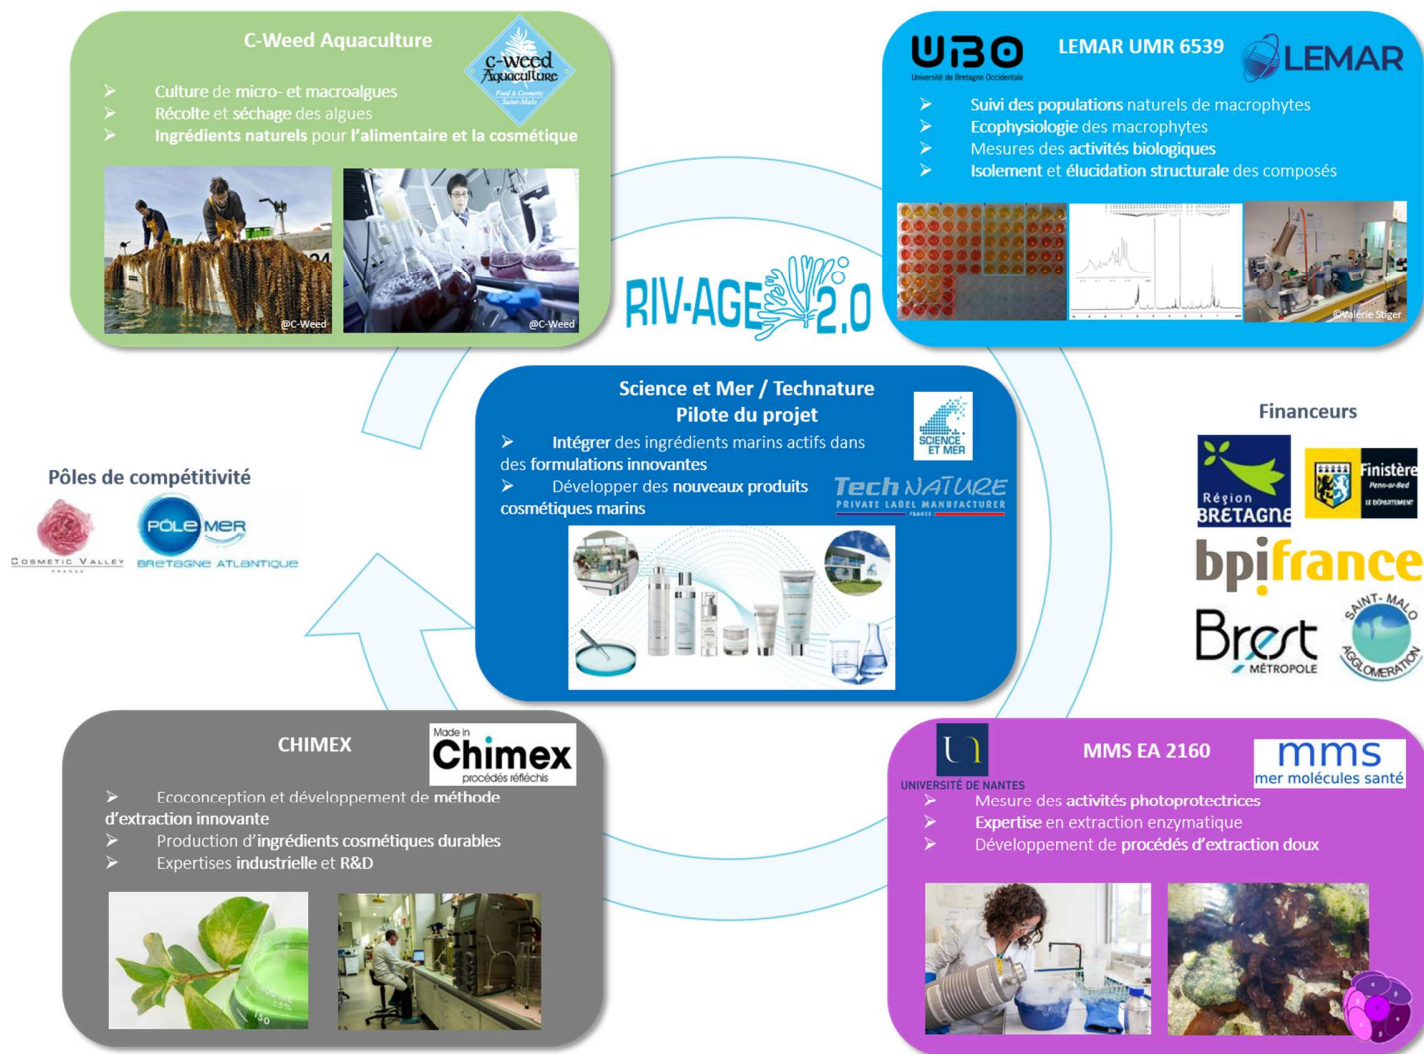 C-Weed Aquaculture
c-weed
Aquaculture
Food & Cosmetic
Saint-Malo
➢ Culture de micro- et macroalgues
➢ Récolte et séchage des algues
➢ Ingrédients naturels pour l'alimentaire et la cosmétique
@C-Weed
@C-Weed
UBO
Université de Bretagne Occidentale
LEMAR UMR 6539
LEMAR
➢ Suivi des populations naturels de macrophytes
➢ Ecophysiologie des macrophytes
➢ Mesures des activités biologiques
➢ Isolement et élucidation structurale des composés
©Valérie Stiger
RIV-AGE 2.0
Science et Mer / Technature
Pilote du projet
➢ Intégrer des ingrédients marins actifs dans
des formulations innovantes
➢ Développer des nouveaux produits
cosmétiques marins
SCIENCE
ET MER
TechNATURE
PRIVATE LABEL MANUFACTURER
FRANCE
Pôles de compétitivité
COSMETIC VALLEY
FRANCE
PÔLE MER
BRETAGNE ATLANTIQUE
Financeurs
Région
BRETAGNE
Finistère
Penn-ar-Bed
LE DÉPARTEMENT
bpifrance
Brest
MÉTROPOLE
SAINT-MALO
AGGLOMERATION
CHIMEX
Made in
Chimex
procédés réfléchis
➢ Ecoconception et développement de méthode
d'extraction innovante
➢ Production d'ingrédients cosmétiques durables
➢ Expertises industrielle et R&D
150
UNIVERSITÉ DE NANTES
MMS EA 2160
mms
mer molécules santé
➢ Mesure des activités photoprotectrices
➢ Expertise en extraction enzymatique
➢ Développement de procédés d'extraction doux